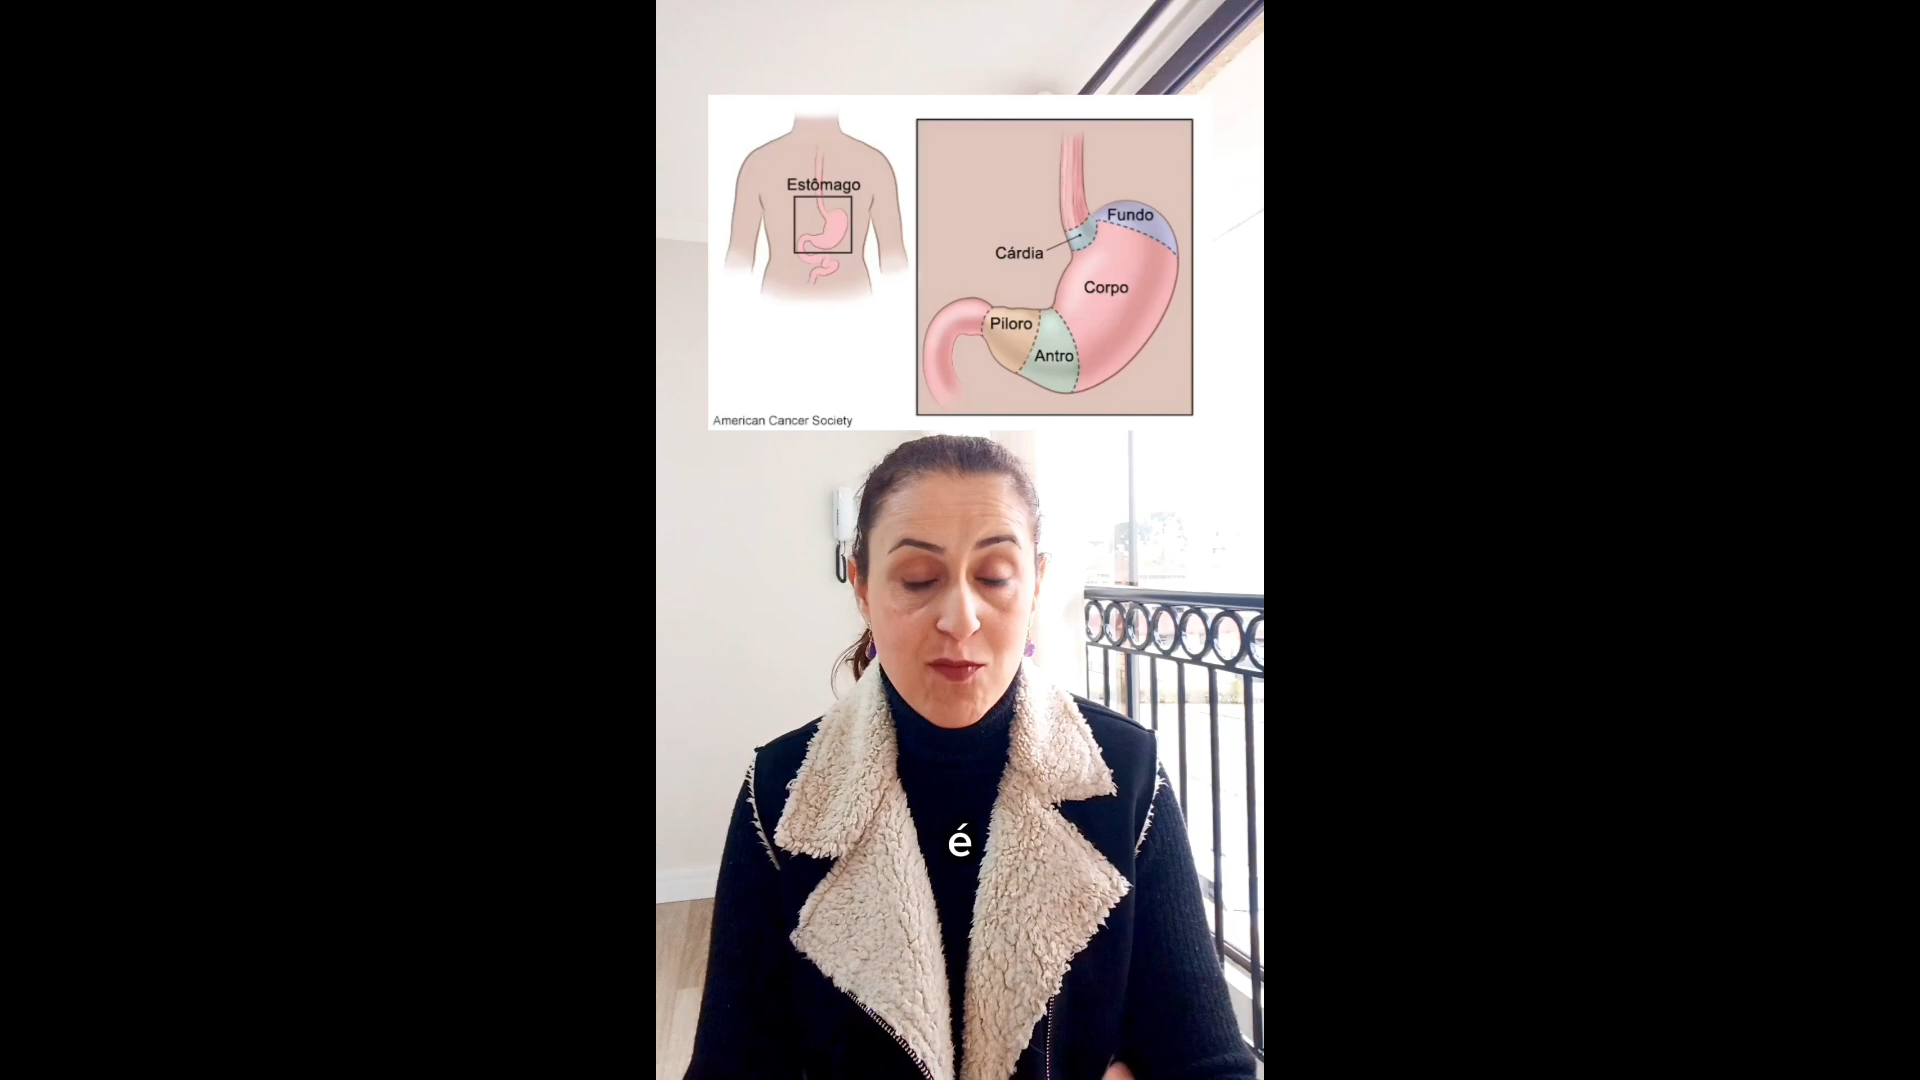 Estômago
Fundo
Cárdia
Corpo
Piloro
Antro
American Cancer Society
é